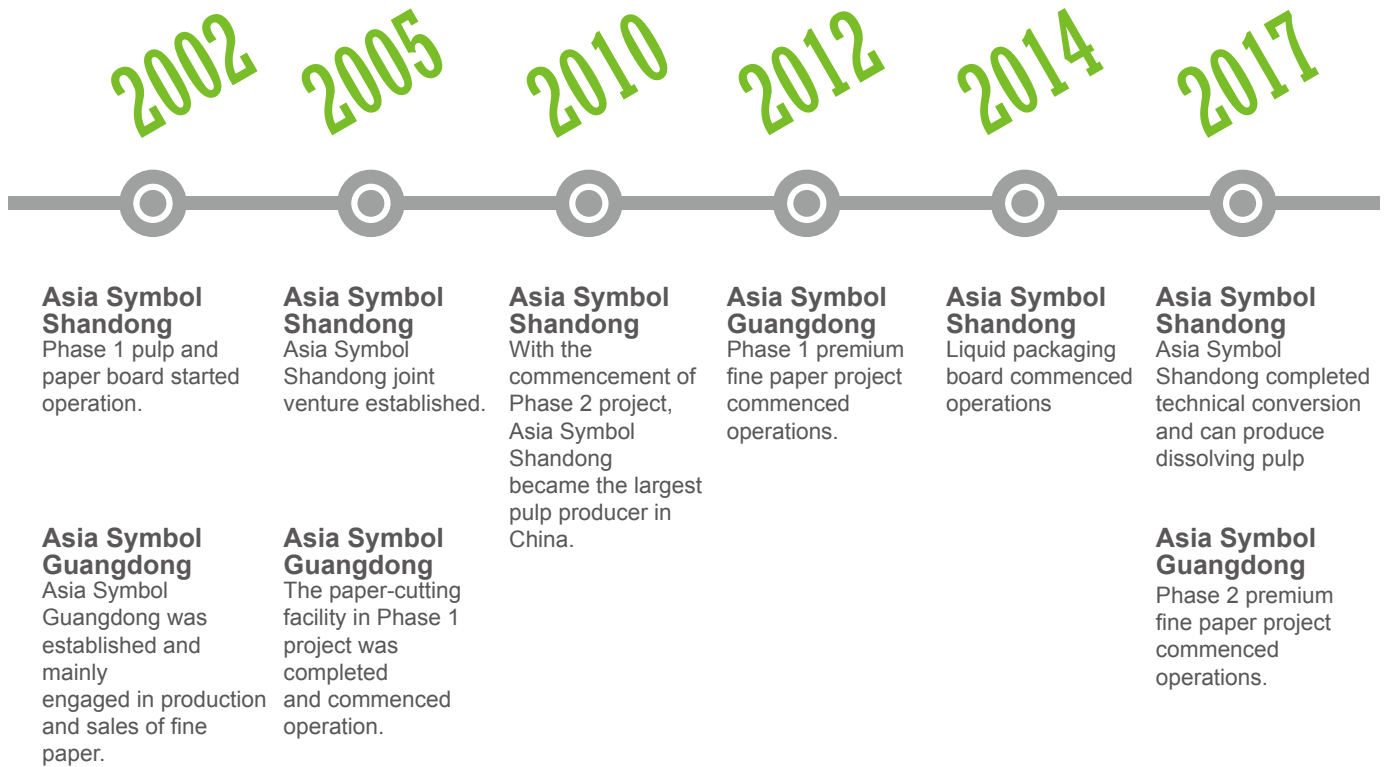 2002
2005
2010
2012
2014
2017
Asia Symbol
Shandong
Phase 1 pulp and
paper board started
operation.
Asia Symbol
Guangdong
Asia Symbol
Guangdong was
established and
mainly
engaged in production
and sales of fine
paper.
Asia Symbol
Shandong
Asia Symbol
Shandong joint
venture established.
Asia Symbol
Guangdong
The paper-cutting
facility in Phase 1
project was
completed
and commenced
operation.
Asia Symbol
Shandong
With the
commencement of
Phase 2 project,
Asia Symbol
Shandong
became the largest
pulp producer in
China.
Asia Symbol
Guangdong
Phase 1 premium
fine paper project
commenced
operations.
Asia Symbol
Shandong
Liquid packaging
board commenced
operations
Asia Symbol
Shandong
Asia Symbol
Shandong completed
technical conversion
and can produce
dissolving pulp
Asia Symbol
Guangdong
Phase 2 premium
fine paper project
commenced
operations.